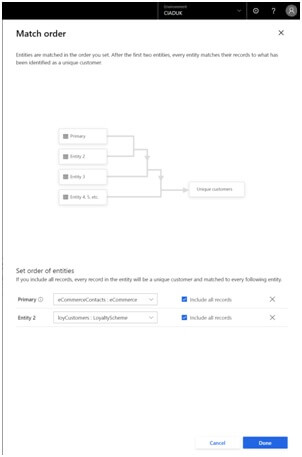 Environment
CIADUK
?
Match order
Entities are matched in the order you set. After the first two entities, every entity matches their records to what has
been identified as a unique customer
Primary
Entity 2
Entity 3
Entity 4, 5, etc.
Unique customers
Set order of entities
If you include all records, every record in the entity will be a unique customer and matched to every following entity.
Primary eCommerceContacts : eCommerce Include all records
Entity 2 loyCustomers : LoyaltyScheme Include all records
Cancel Done